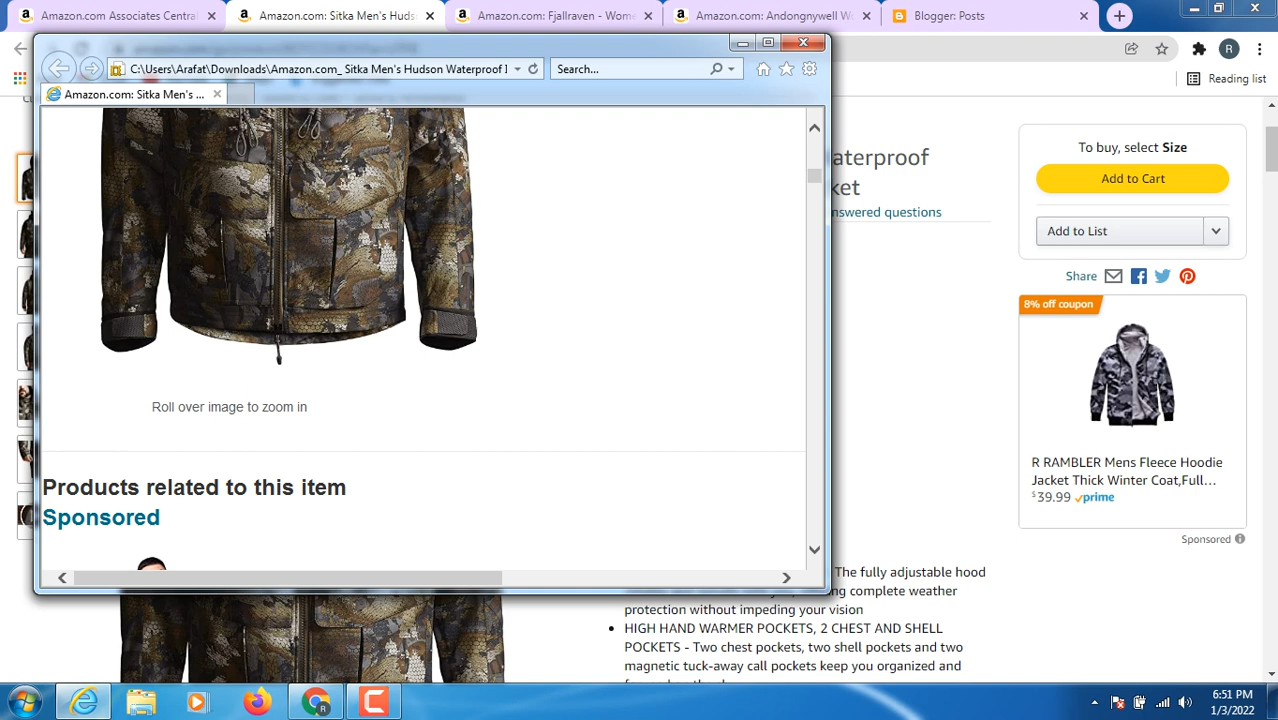 Amazon Associates Central
Amazon.com: Sitka Men's Huds
Amazon.com: Fjallraven - Wome
Amazon.com: Andongnywell W
Blogger: Posts
R
Reading list
C:\Users\Arafat\Downloads\Amazon.com_ Sitka Men's Hudson Waterproof I
Search...
Amazon.com: Sitka Men's ...
Roll over image to zoom in
Products related to this item
Sponsored
aterproof
ket
nswered questions
To buy, select Size
Add to Cart
Add to List
Share
8% off coupon
R RAMBLER Mens Fleece Hoodie
Jacket Thick Winter Coat,Full...
$39.99 prime
Sponsored
The fully adjustable hood
complete weather
protection without impeding your vision
HIGH HAND WARMER POCKETS, 2 CHEST AND SHELL
POCKETS - Two chest pockets, two shell pockets and two
magnetic tuck-away call pockets keep you organized and
6:51 PM
1/3/2022